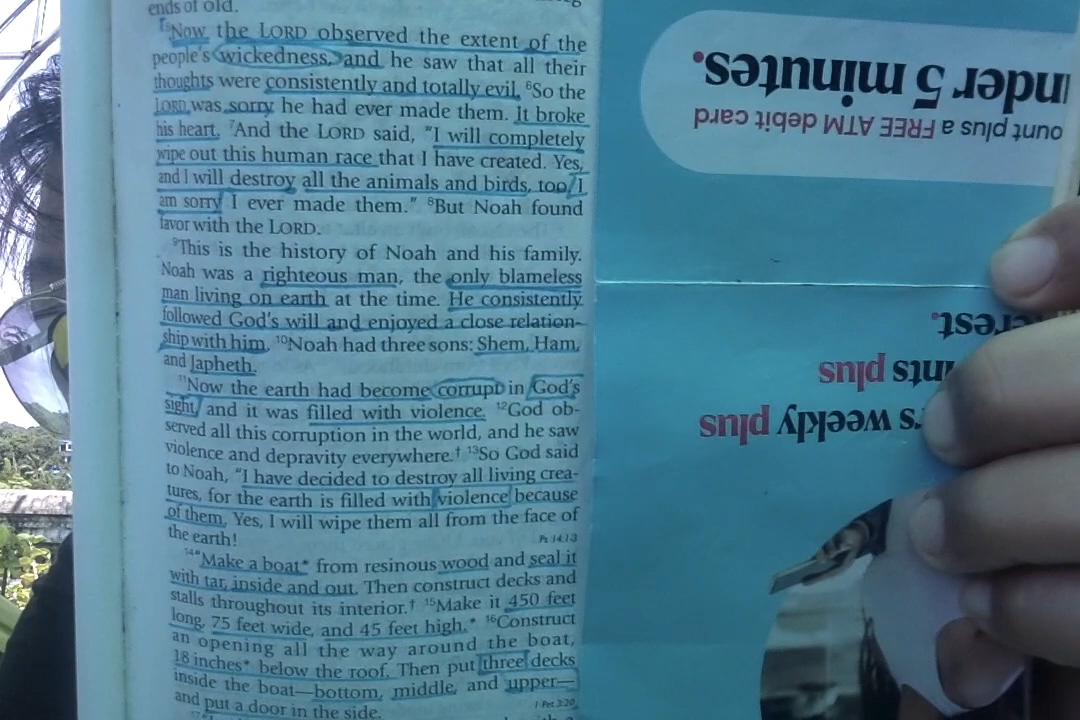 ends of old.
⁵Now the LORD observed the extent of the
people's wickedness, and he saw that all their
thoughts were consistently and totally evil. ⁶So the
LORD was sorry he had ever made them. It broke
his heart. ⁷And the LORD said, “I will completely
wipe out this human race that I have created. Yes,
and I will destroy all the animals and birds, too. I
am sorry I ever made them.” ⁸But Noah found
favor with the LORD.
⁹This is the history of Noah and his family.
Noah was a righteous man, the only blameless
man living on earth at the time. He consistently
followed God's will and enjoyed a close relation-
ship with him. ¹⁰Noah had three sons: Shem, Ham,
and Japheth.
¹¹Now the earth had become corrupt in God's
sight, and it was filled with violence. ¹²God ob-
served all this corruption in the world, and he saw
violence and depravity everywhere.† ¹³So God said
to Noah, “I have decided to destroy all living crea-
tures, for the earth is filled with violence because
of them. Yes, I will wipe them all from the face of
the earth!
Ps 14:1-3
¹⁴“Make a boat* from resinous wood and seal it
with tar, inside and out. Then construct decks and
stalls throughout its interior.† ¹⁵Make it 450 feet
long, 75 feet wide, and 45 feet high.* ¹⁶Construct
an opening all the way around the boat,
18 inches* below the roof. Then put three decks
inside the boat—bottom, middle, and upper—
and put a door in the side.
1 Pet 3:20
's weekly plus
ints plus
erest.
ount plus a FREE ATM debit card
nder 5 minutes.